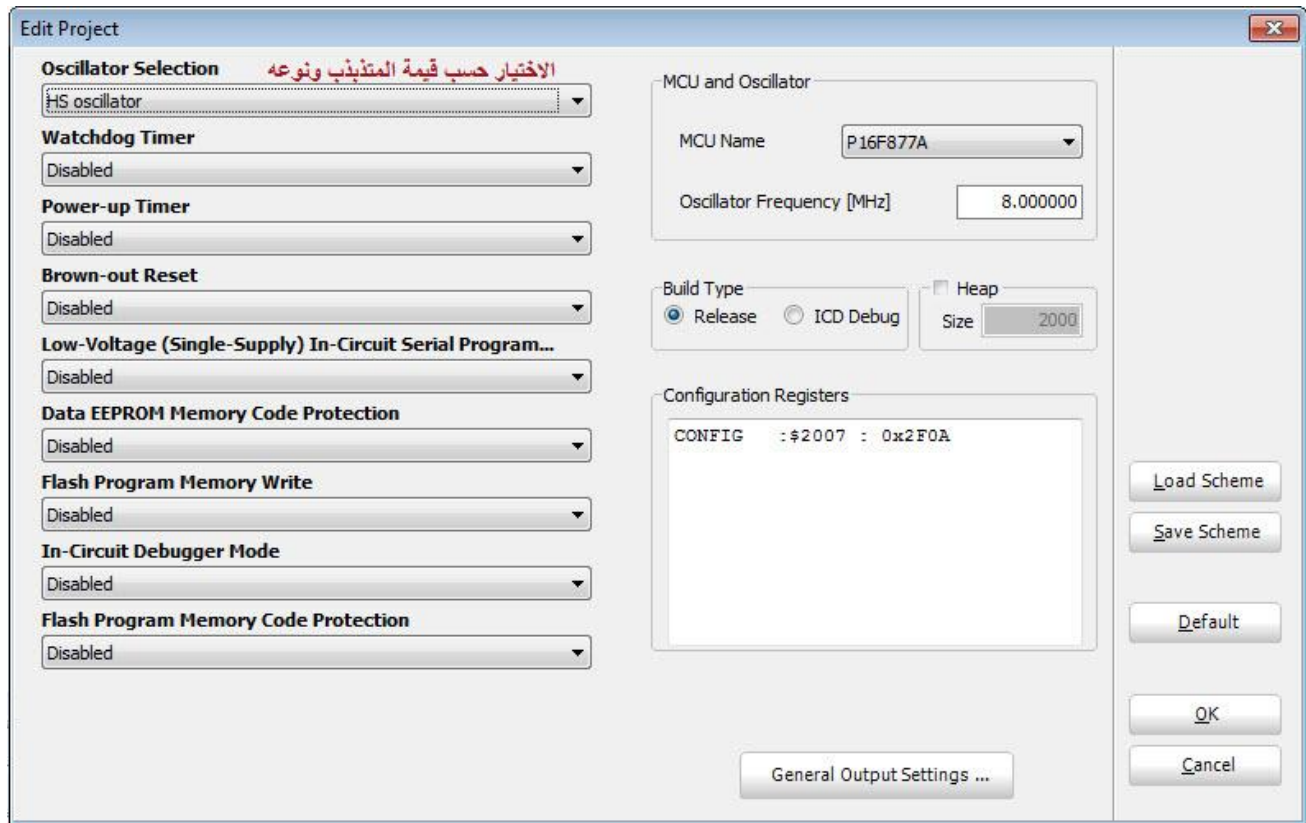 Edit Project
Oscillator Selection الاختيار حسب قيمة المتذبذب ونوعه
HS oscillator
Watchdog Timer
Disabled
Power-up Timer
Disabled
Brown-out Reset
Disabled
Low-Voltage (Single-Supply) In-Circuit Serial Program...
Disabled
Data EEPROM Memory Code Protection
Disabled
Flash Program Memory Write
Disabled
In-Circuit Debugger Mode
Disabled
Flash Program Memory Code Protection
Disabled
MCU and Oscillator
MCU Name P16F877A
Oscillator Frequency [MHz] 8.000000
Build Type
Release ICD Debug
Heap
Size 2000
Configuration Registers
CONFIG :$2007 : 0x2F0A
General Output Settings ...
Load Scheme
Save Scheme
Default
OK
Cancel